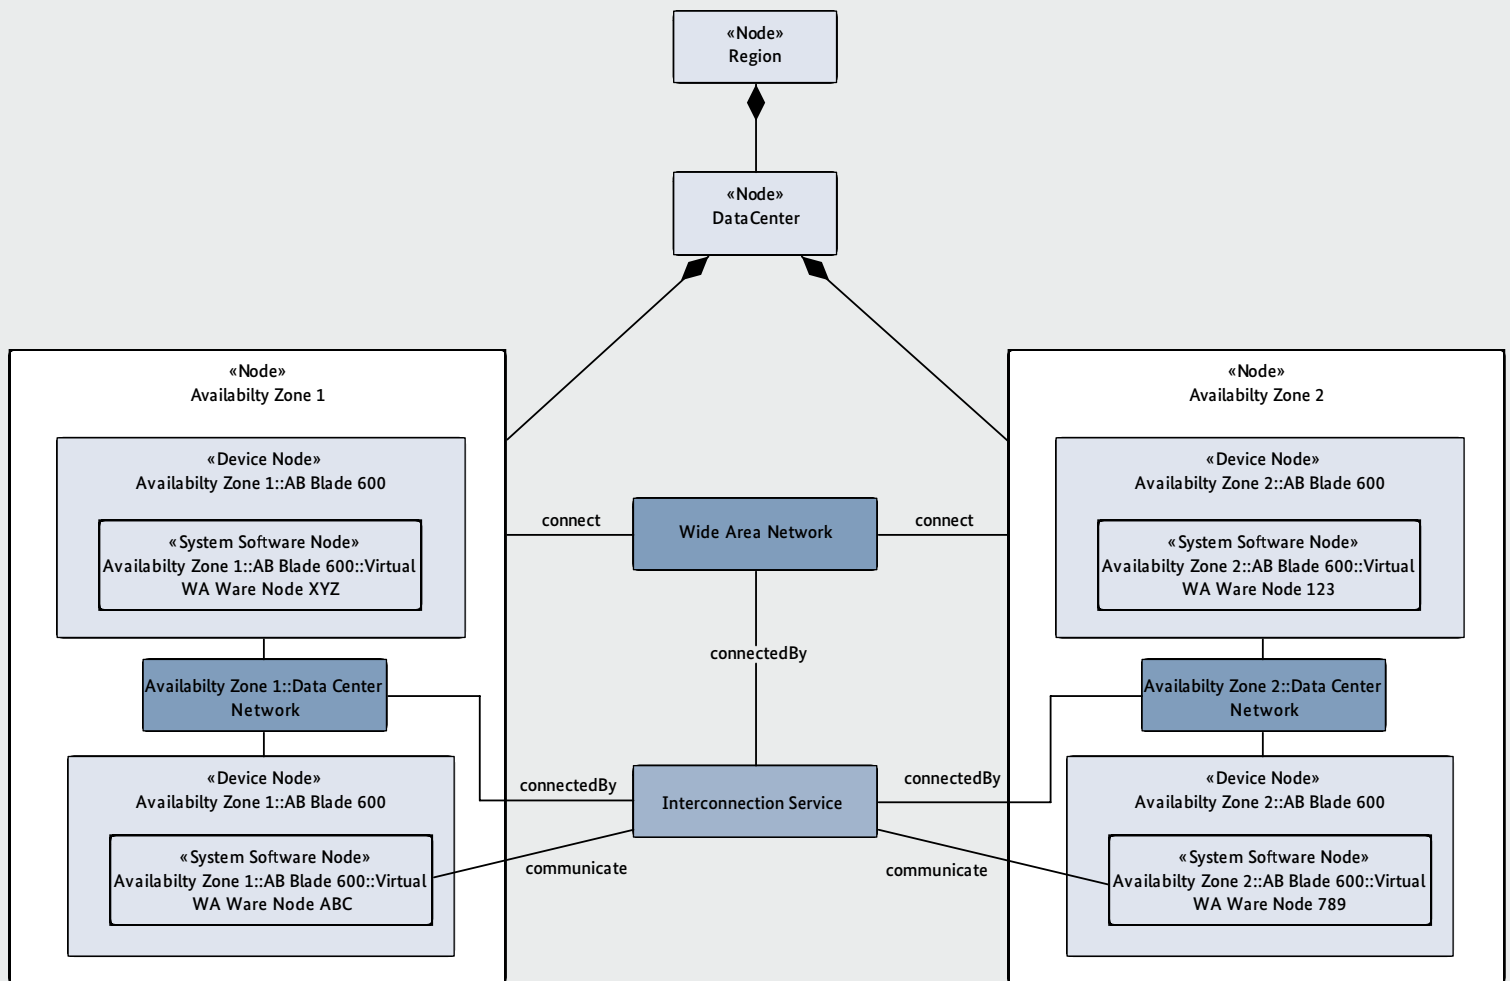 «Node»
Region
«Node»
DataCenter
«Node»
Availabilty Zone 1
«Device Node»
Availabilty Zone 1::AB Blade 600
«System Software Node»
Availabilty Zone 1::AB Blade 600::Virtual
WA Ware Node XYZ
Availabilty Zone 1::Data Center
Network
«Device Node»
Availabilty Zone 1::AB Blade 600
«System Software Node»
Availabilty Zone 1::AB Blade 600::Virtual
WA Ware Node ABC
connect
Wide Area Network
connect
connectedBy
connectedBy
Interconnection Service
connectedBy
communicate
communicate
«Node»
Availabilty Zone 2
«Device Node»
Availabilty Zone 2::AB Blade 600
«System Software Node»
Availabilty Zone 2::AB Blade 600::Virtual
WA Ware Node 123
Availabilty Zone 2::Data Center
Network
«Device Node»
Availabilty Zone 2::AB Blade 600
«System Software Node»
Availabilty Zone 2::AB Blade 600::Virtual
WA Ware Node 789